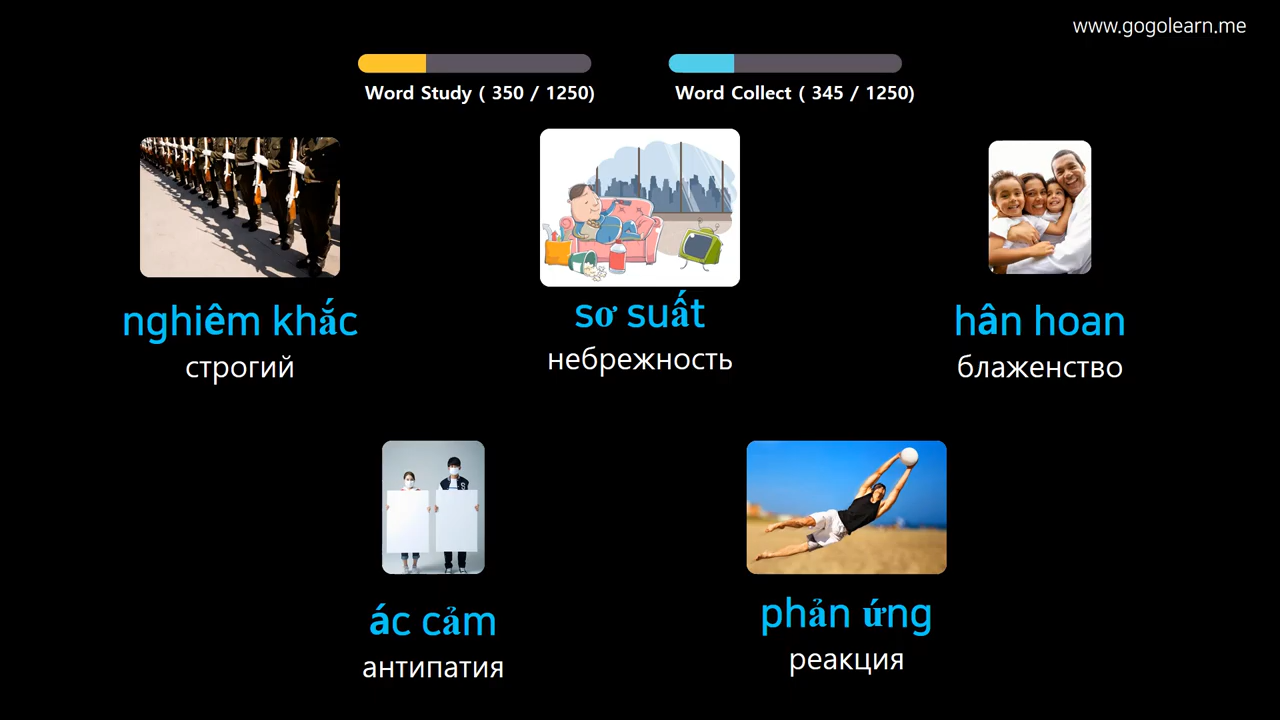 www.gogolearn.me
Word Study ( 350 / 1250)
Word Collect ( 345 / 1250)
nghiêm khắc
строгий
sơ suất
небрежность
hân hoan
блаженство
ác cảm
антипатия
phản ứng
реакция